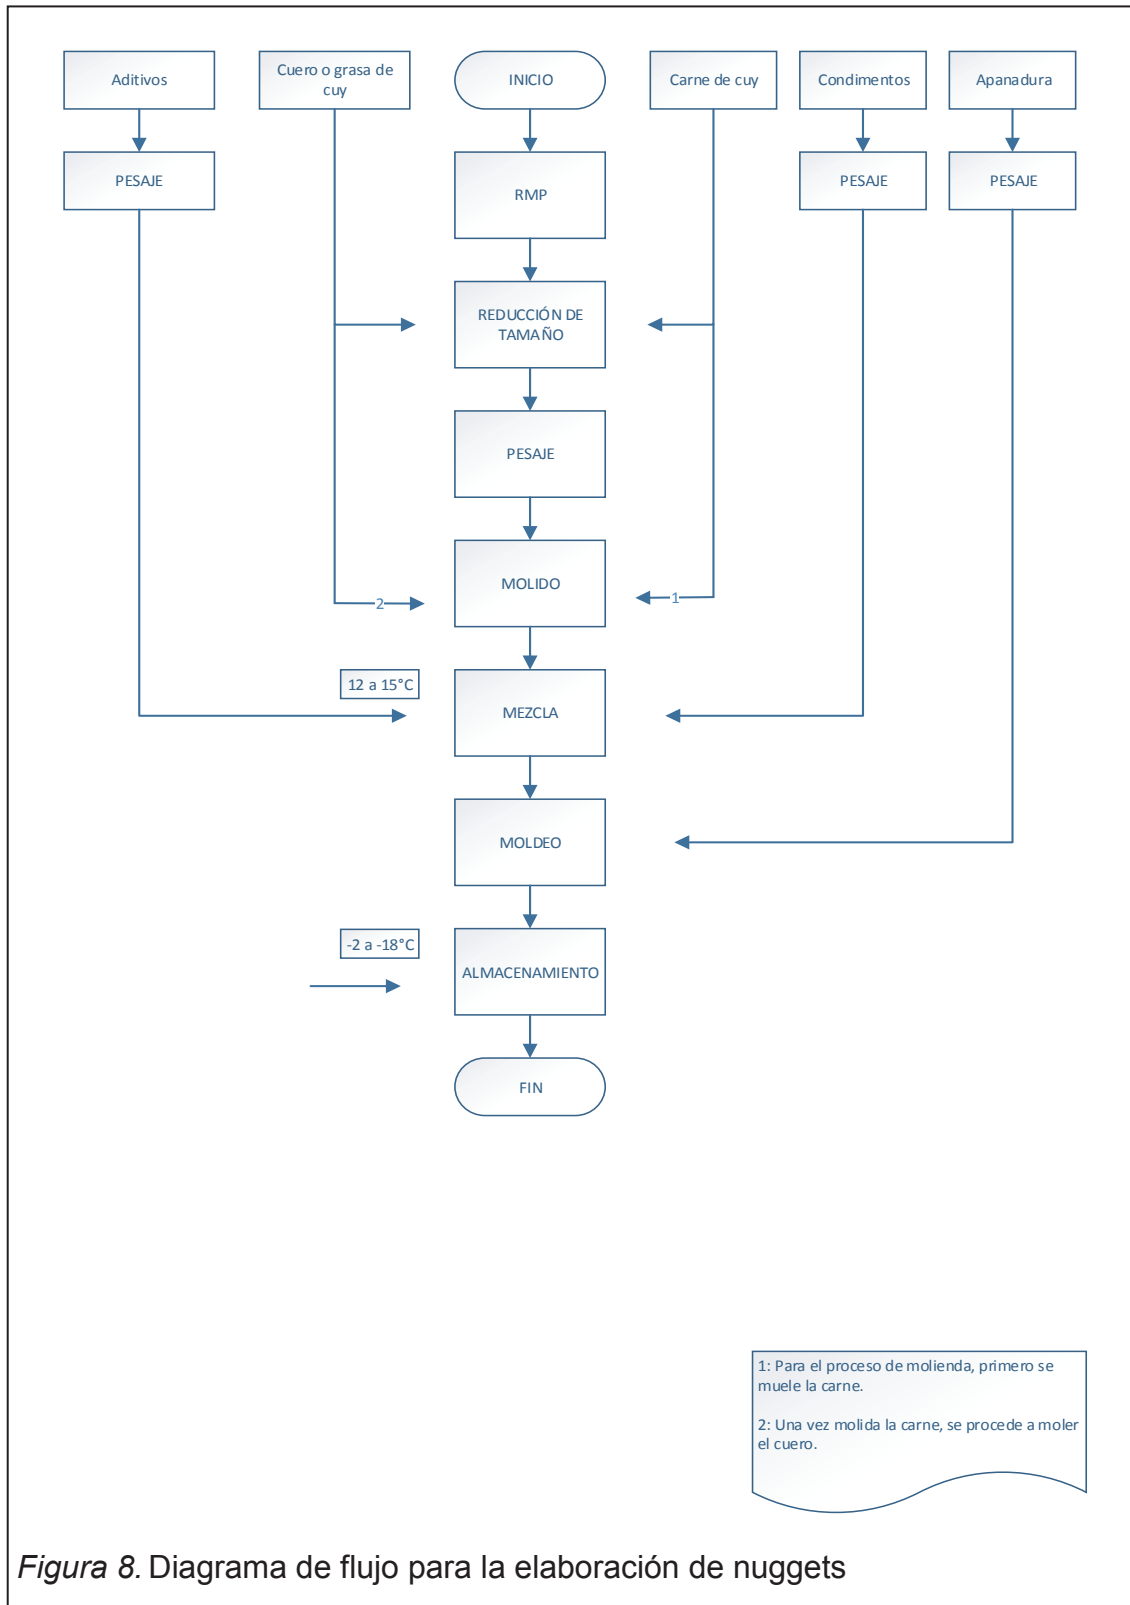 Aditivos
Cuero o grasa de
cuy
INICIO
Carne de cuy
Condimentos
Apanadura
PESAJE
RMP
PESAJE
PESAJE
REDUCCIÓN DE
TAMAÑO
PESAJE
MOLIDO
2
1
12 a 15°C
MEZCLA
MOLDEO
-2 a -18°C
ALMACENAMIENTO
FIN
1: Para el proceso de molienda, primero se
muele la carne.
2: Una vez molida la carne, se procede a moler
el cuero.
Figura 8. Diagrama de flujo para la elaboración de nuggets